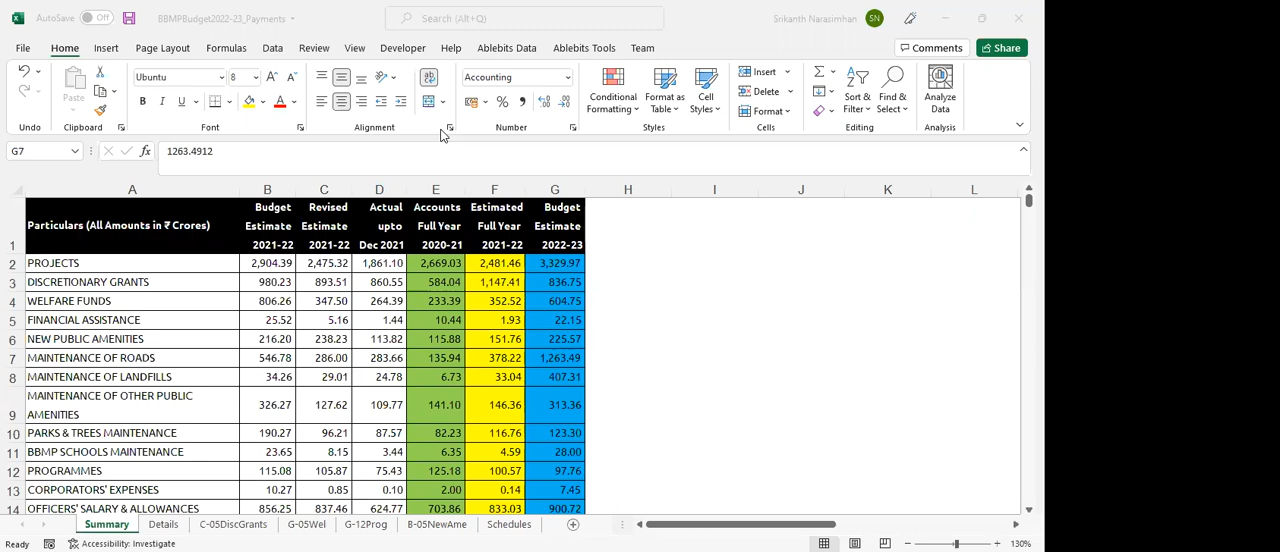 AutoSave Off BBMPBudget2022-23_Payments Search (Alt+Q) Srikanth Narasimhan SN
File Home Insert Page Layout Formulas Data Review View Developer Help Ablebits Data Ablebits Tools Team Comments Share
Paste Ubuntu 8 Accounting Conditional Formatting Format as Table Cell Styles Insert Delete Format Sort & Filter Find & Select Analyze Data
Undo Clipboard Font Alignment Number Styles Cells Editing Analysis
G7 fx 1263.4912
A B C D E F G H I J K L
1 Particulars (All Amounts in ₹ Crores) Budget Estimate 2021-22 Revised Estimate 2021-22 Actual upto Dec 2021 Accounts Full Year 2020-21 Estimated Full Year 2021-22 Budget Estimate 2022-23
2 PROJECTS 2,904.39 2,475.32 1,861.10 2,669.03 2,481.46 3,329.97
3 DISCRETIONARY GRANTS 980.23 893.51 860.55 584.04 1,147.41 836.75
4 WELFARE FUNDS 806.26 347.50 264.39 233.39 352.52 604.75
5 FINANCIAL ASSISTANCE 25.52 5.16 1.44 10.44 1.93 22.15
6 NEW PUBLIC AMENITIES 216.20 238.23 113.82 115.88 151.76 225.57
7 MAINTENANCE OF ROADS 546.78 286.00 283.66 135.94 378.22 1,263.49
8 MAINTENANCE OF LANDFILLS 34.26 29.01 24.78 6.73 33.04 407.31
9 MAINTENANCE OF OTHER PUBLIC AMENITIES 326.27 127.62 109.77 141.10 146.36 313.36
10 PARKS & TREES MAINTENANCE 190.27 96.21 87.57 82.23 116.76 123.30
11 BBMP SCHOOLS MAINTENANCE 23.65 8.15 3.44 6.35 4.59 28.00
12 PROGRAMMES 115.08 105.87 75.43 125.18 100.57 97.76
13 CORPORATORS' EXPENSES 10.27 0.85 0.10 2.00 0.14 7.45
14 OFFICERS' SALARY & ALLOWANCES 856.25 837.46 624.77 703.86 833.03 900.72
Summary Details C-05DiscGrants G-05Wel G-12Prog B-05NewAme Schedules
Ready Accessibility: Investigate 130%